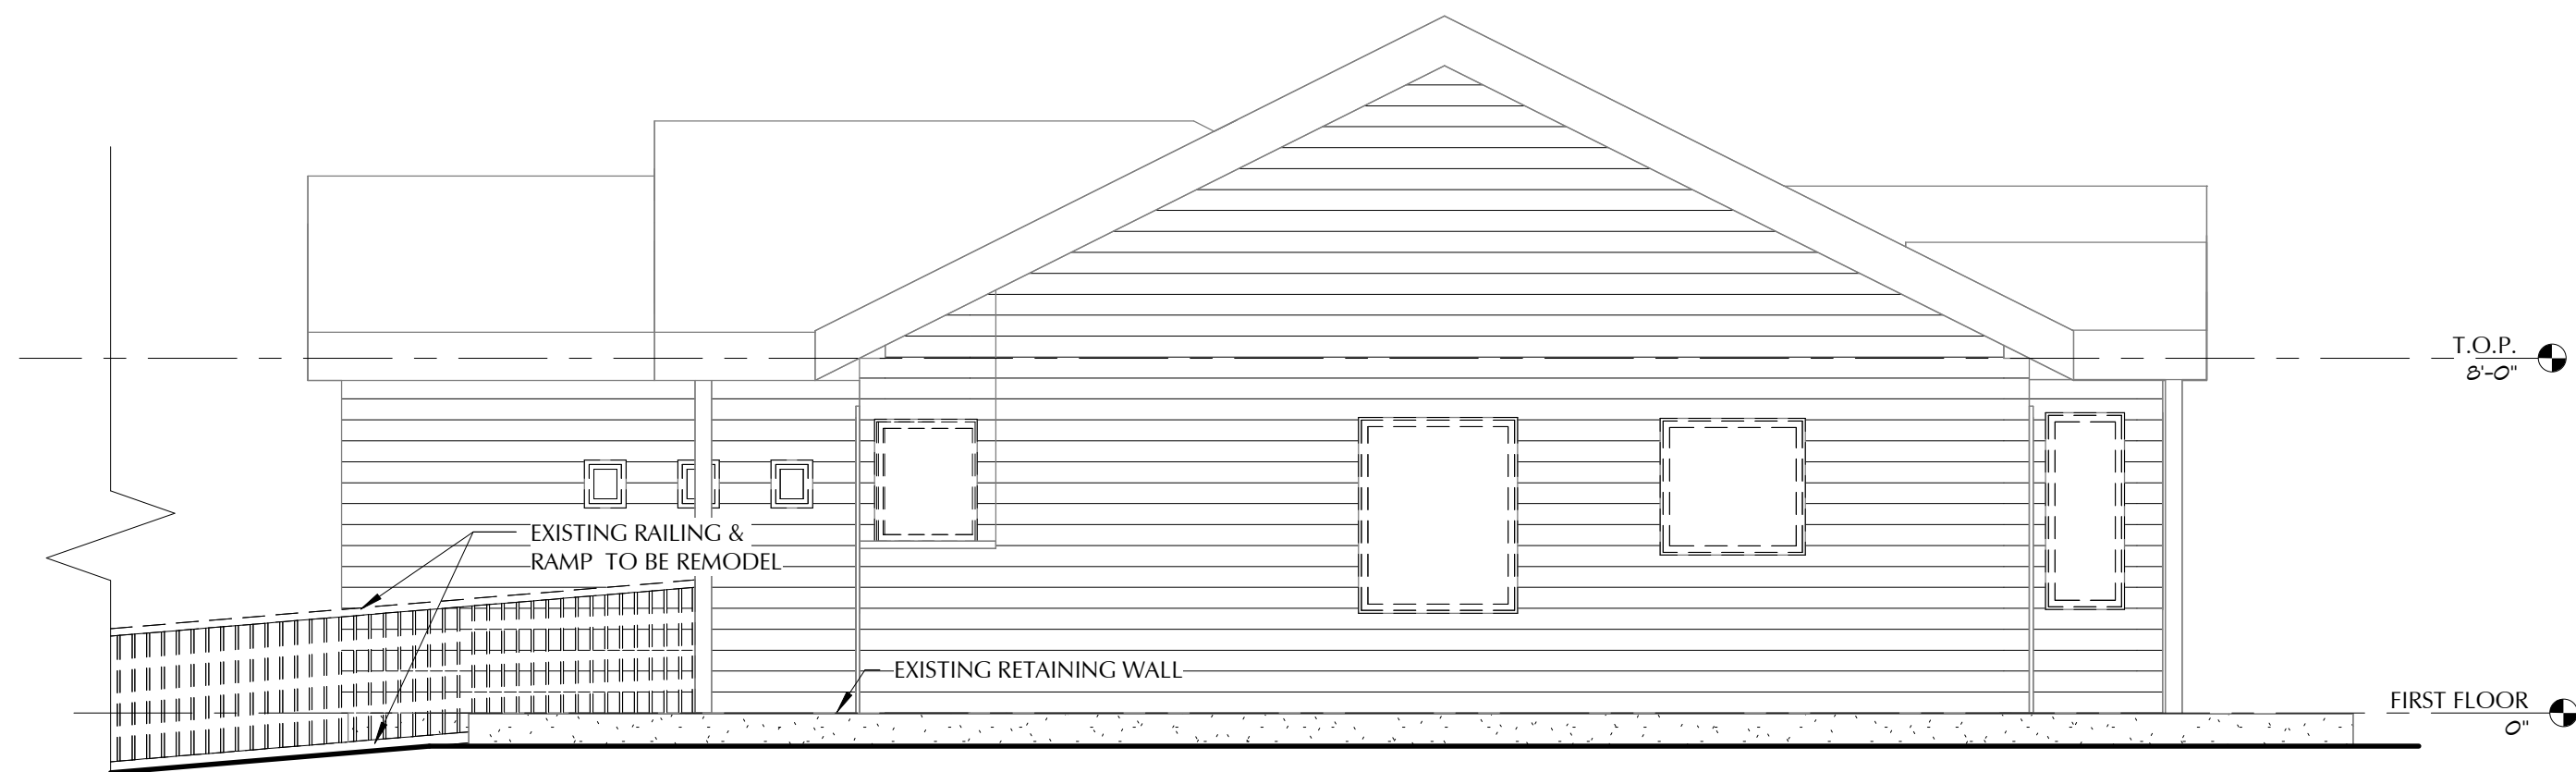 T.O.P.
8'-0"
EXISTING RAILING &
RAMP TO BE REMODEL
EXISTING RETAINING WALL
FIRST FLOOR
0"